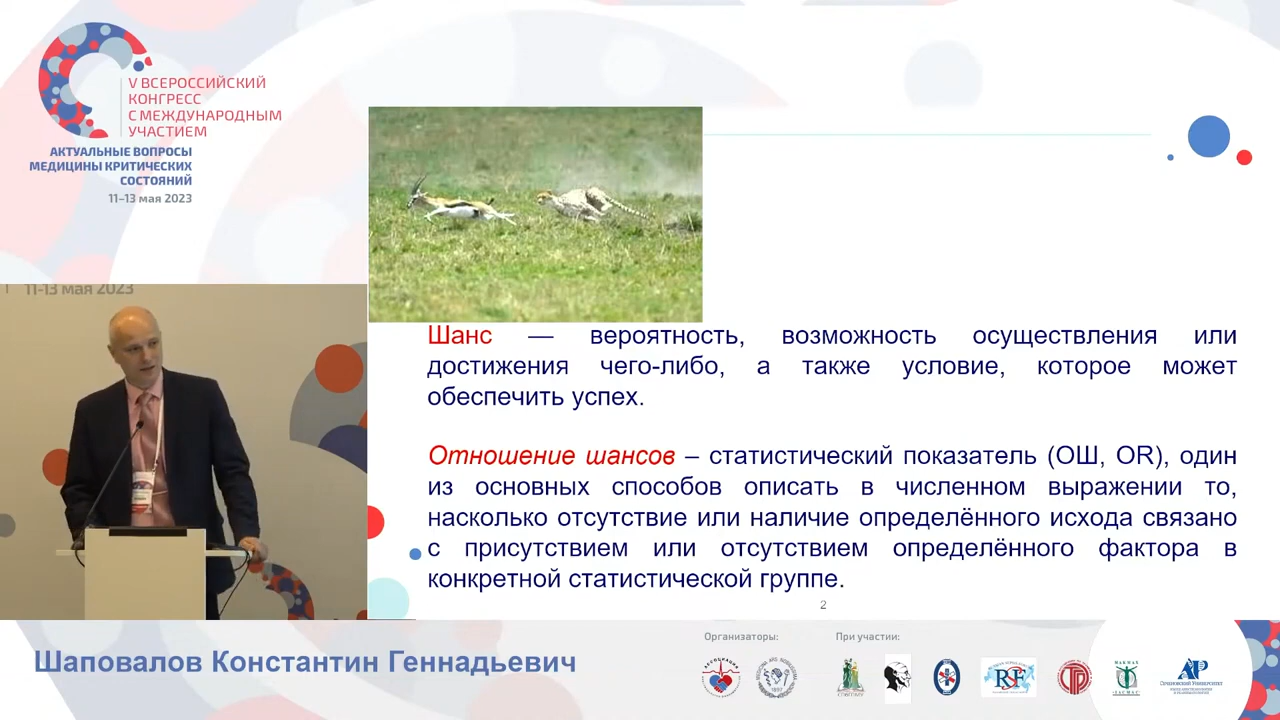 V ВСЕРОССИЙСКИЙ
КОНГРЕСС
С МЕЖДУНАРОДНЫМ
УЧАСТИЕМ
АКТУАЛЬНЫЕ ВОПРОСЫ
МЕДИЦИНЫ КРИТИЧЕСКИХ
СОСТОЯНИЙ
11–13 мая 2023
11-13 мая 2023
Шанс — вероятность, возможность осуществления или
достижения чего-либо, а также условие, которое может
обеспечить успех.
Отношение шансов – статистический показатель (ОШ, OR), один
из основных способов описать в численном выражении то,
насколько отсутствие или наличие определённого исхода связано
с присутствием или отсутствием определённого фактора в
конкретной статистической группе.
2
Организаторы:
При участии:
Шаповалов Константин Геннадьевич